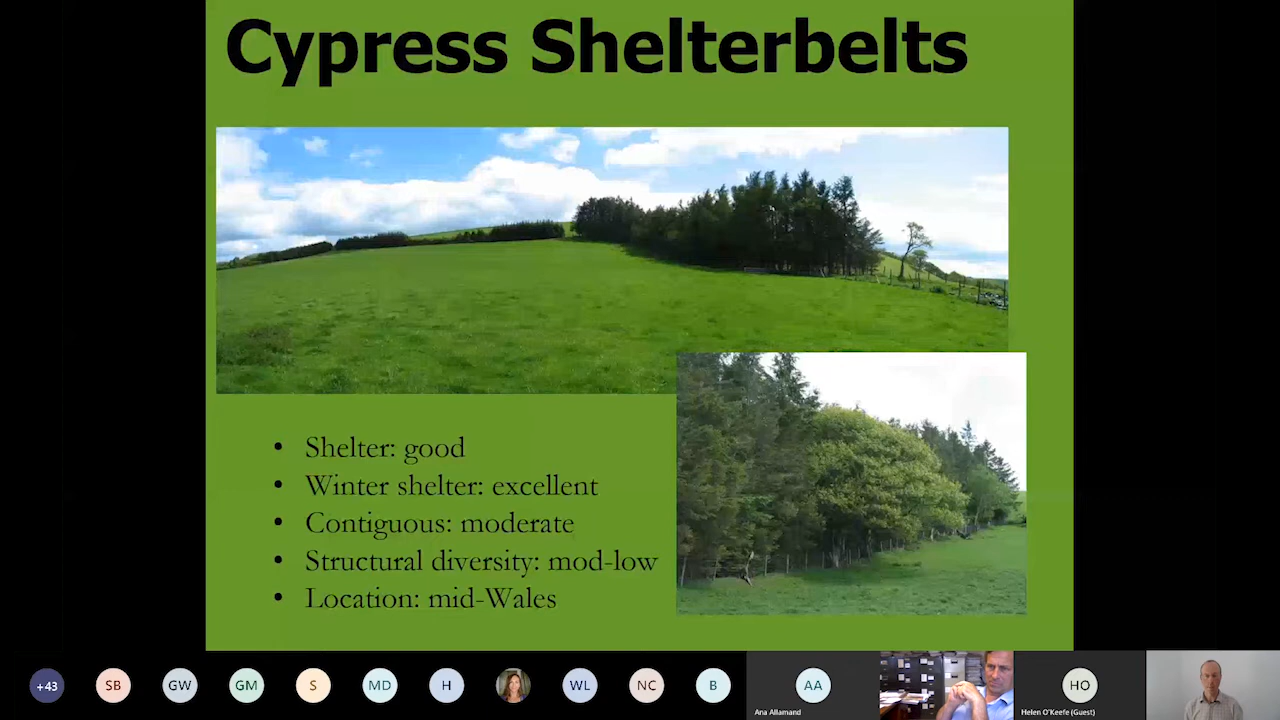 Cypress Shelterbelts
• Shelter: good
• Winter shelter: excellent
• Contiguous: moderate
• Structural diversity: mod-low
• Location: mid-Wales
+43 SB GW GM S MD H WL NC B AA HO
Ana Allamand Helen O'Keefe (Guest)